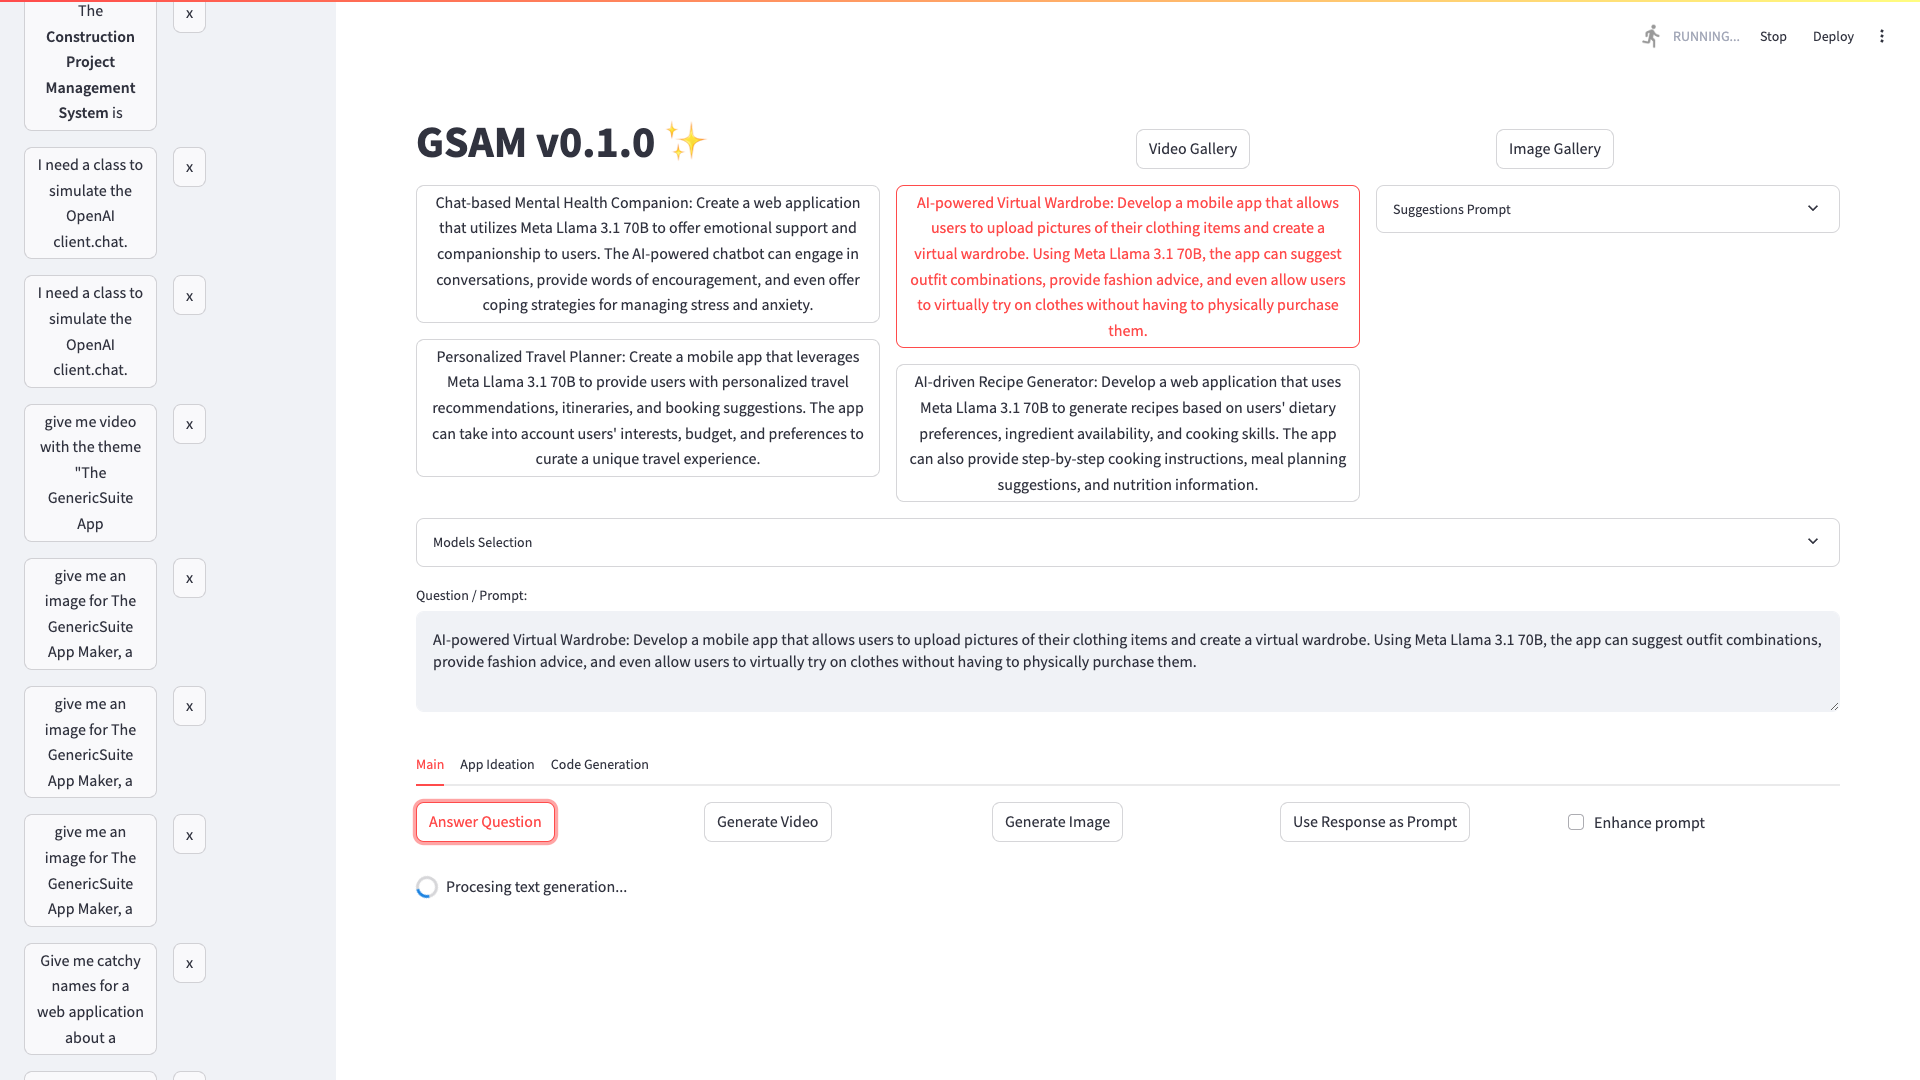 The
Construction
Project
Management
System is
x
I need a class to
simulate the
OpenAI
client.chat.
x
I need a class to
simulate the
OpenAI
client.chat.
x
give me video
with the theme
"The
GenericSuite
App
x
give me an
image for The
GenericSuite
App Maker, a
x
give me an
image for The
GenericSuite
App Maker, a
x
give me an
image for The
GenericSuite
App Maker, a
x
Give me catchy
names for a
web application
about a
x
RUNNING...
Stop
Deploy
GSAM v0.1.0 ✨
Video Gallery
Image Gallery
Chat-based Mental Health Companion: Create a web application
that utilizes Meta Llama 3.1 70B to offer emotional support and
companionship to users. The AI-powered chatbot can engage in
conversations, provide words of encouragement, and even offer
coping strategies for managing stress and anxiety.
Personalized Travel Planner: Create a mobile app that leverages
Meta Llama 3.1 70B to provide users with personalized travel
recommendations, itineraries, and booking suggestions. The app
can take into account users' interests, budget, and preferences to
curate a unique travel experience.
AI-powered Virtual Wardrobe: Develop a mobile app that allows
users to upload pictures of their clothing items and create a
virtual wardrobe. Using Meta Llama 3.1 70B, the app can suggest
outfit combinations, provide fashion advice, and even allow users
to virtually try on clothes without having to physically purchase
them.
AI-driven Recipe Generator: Develop a web application that uses
Meta Llama 3.1 70B to generate recipes based on users' dietary
preferences, ingredient availability, and cooking skills. The app
can also provide step-by-step cooking instructions, meal planning
suggestions, and nutrition information.
Suggestions Prompt
Models Selection
Question / Prompt:
AI-powered Virtual Wardrobe: Develop a mobile app that allows users to upload pictures of their clothing items and create a virtual wardrobe. Using Meta Llama 3.1 70B, the app can suggest outfit combinations,
provide fashion advice, and even allow users to virtually try on clothes without having to physically purchase them.
Main
App Ideation
Code Generation
Answer Question
Generate Video
Generate Image
Use Response as Prompt
Enhance prompt
Procesing text generation...